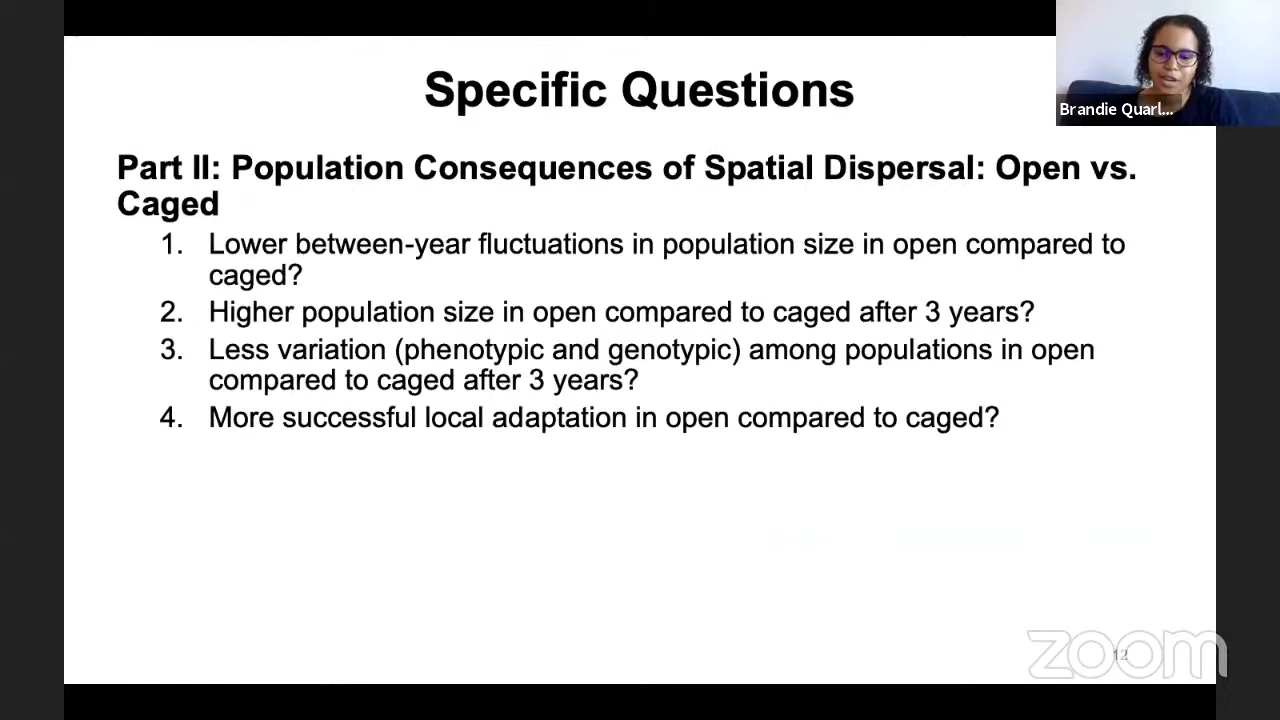 Specific Questions
Brandie Quarl...
Part II: Population Consequences of Spatial Dispersal: Open vs.
Caged
1. Lower between-year fluctuations in population size in open compared to
caged?
2. Higher population size in open compared to caged after 3 years?
3. Less variation (phenotypic and genotypic) among populations in open
compared to caged after 3 years?
4. More successful local adaptation in open compared to caged?
zoom
12